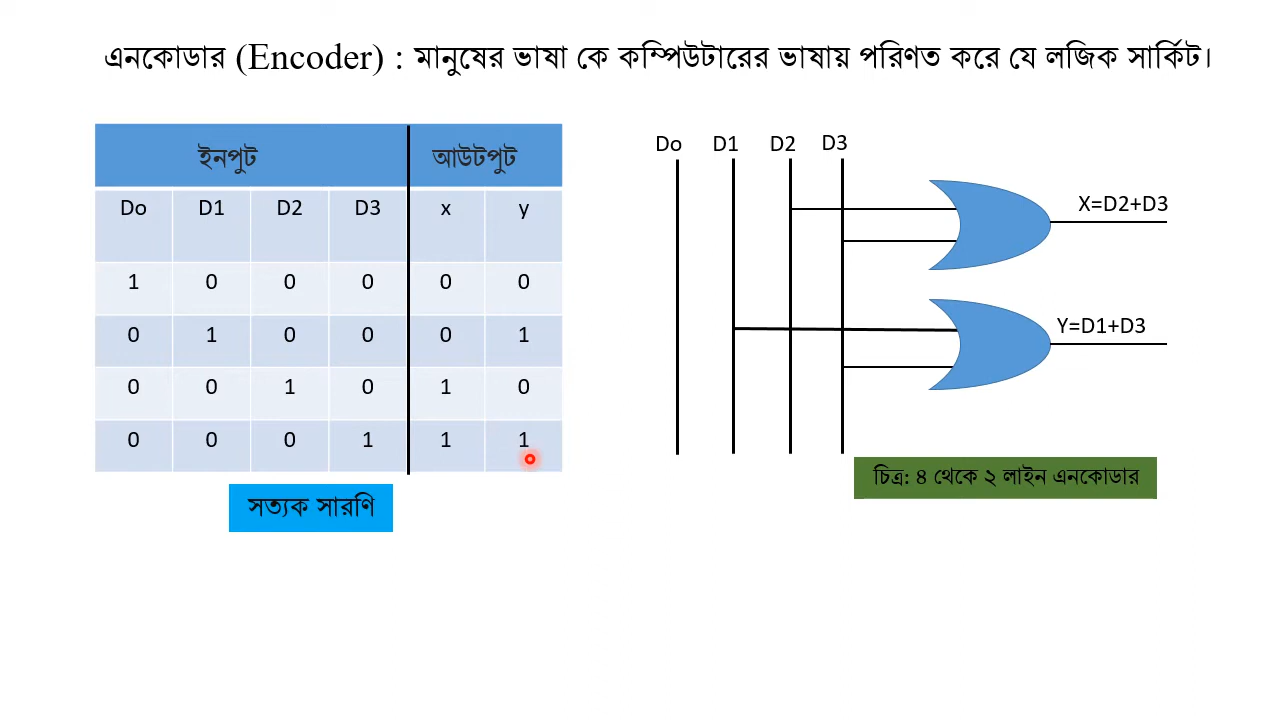 এনকোডার (Encoder) : মানুষের ভাষা কে কম্পিউটারের ভাষায় পরিণত করে যে লজিক সার্কিট।
ইনপুট আউটপুট
Do D1 D2 D3 x y
1 0 0 0 0 0
0 1 0 0 0 1
0 0 1 0 1 0
0 0 0 1 1 1
সত্যক সারণি
Do D1 D2 D3
X=D2+D3
Y=D1+D3
চিত্র: ৪ থেকে ২ লাইন এনকোডার